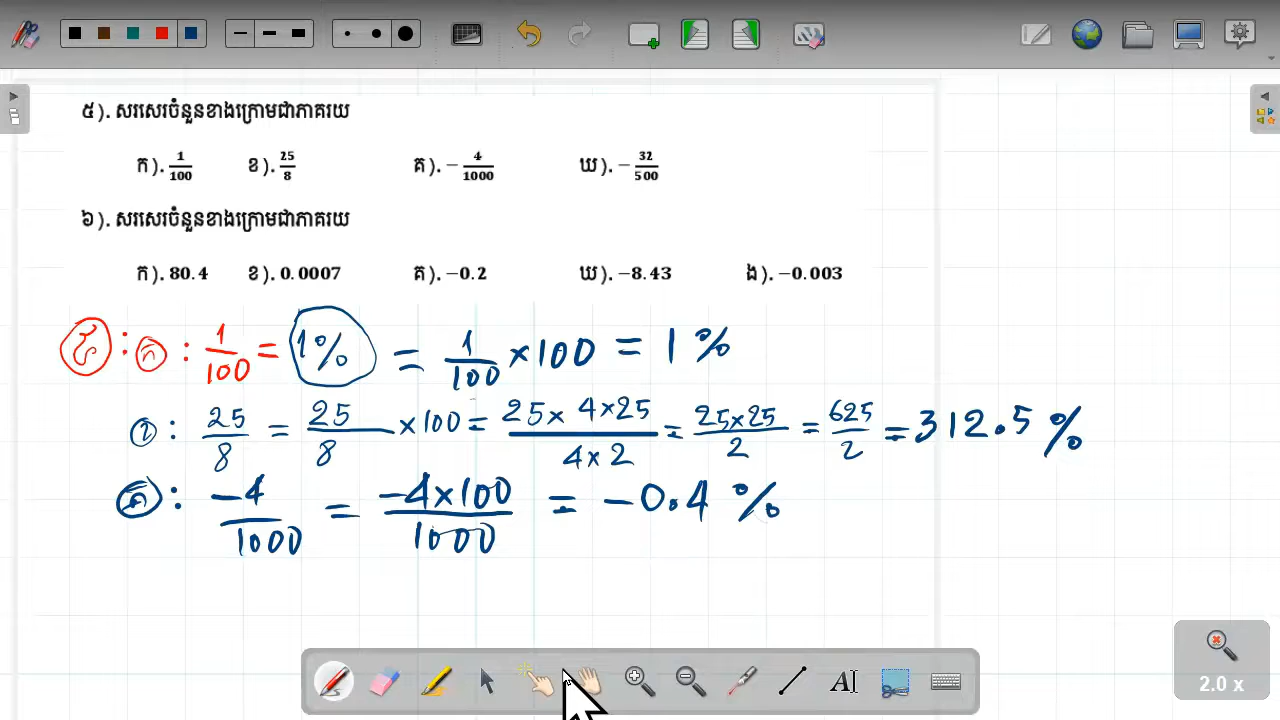 ៥). សរសេរចំនួនខាងក្រោមជាភាគរយ
ក). 1/100 ខ). 25/8 គ). −4/1000 ឃ). −32/500
៦). សរសេរចំនួនខាងក្រោមជាភាគរយ
ក). 80.4 ខ). 0.0007 គ). −0.2 ឃ). −8.43 ង). −0.003
: ក : 1/100 = 1% = 1/100 × 100 = 1 %
ខ : 25/8 = 25/8 × 100 = 25 × 4 × 25/4 × 2 = 25×25/2 = 625/2 = 312.5 %
គ : −4/1000 = −4×100/1000 = −0.4 %
AI
2.0 x